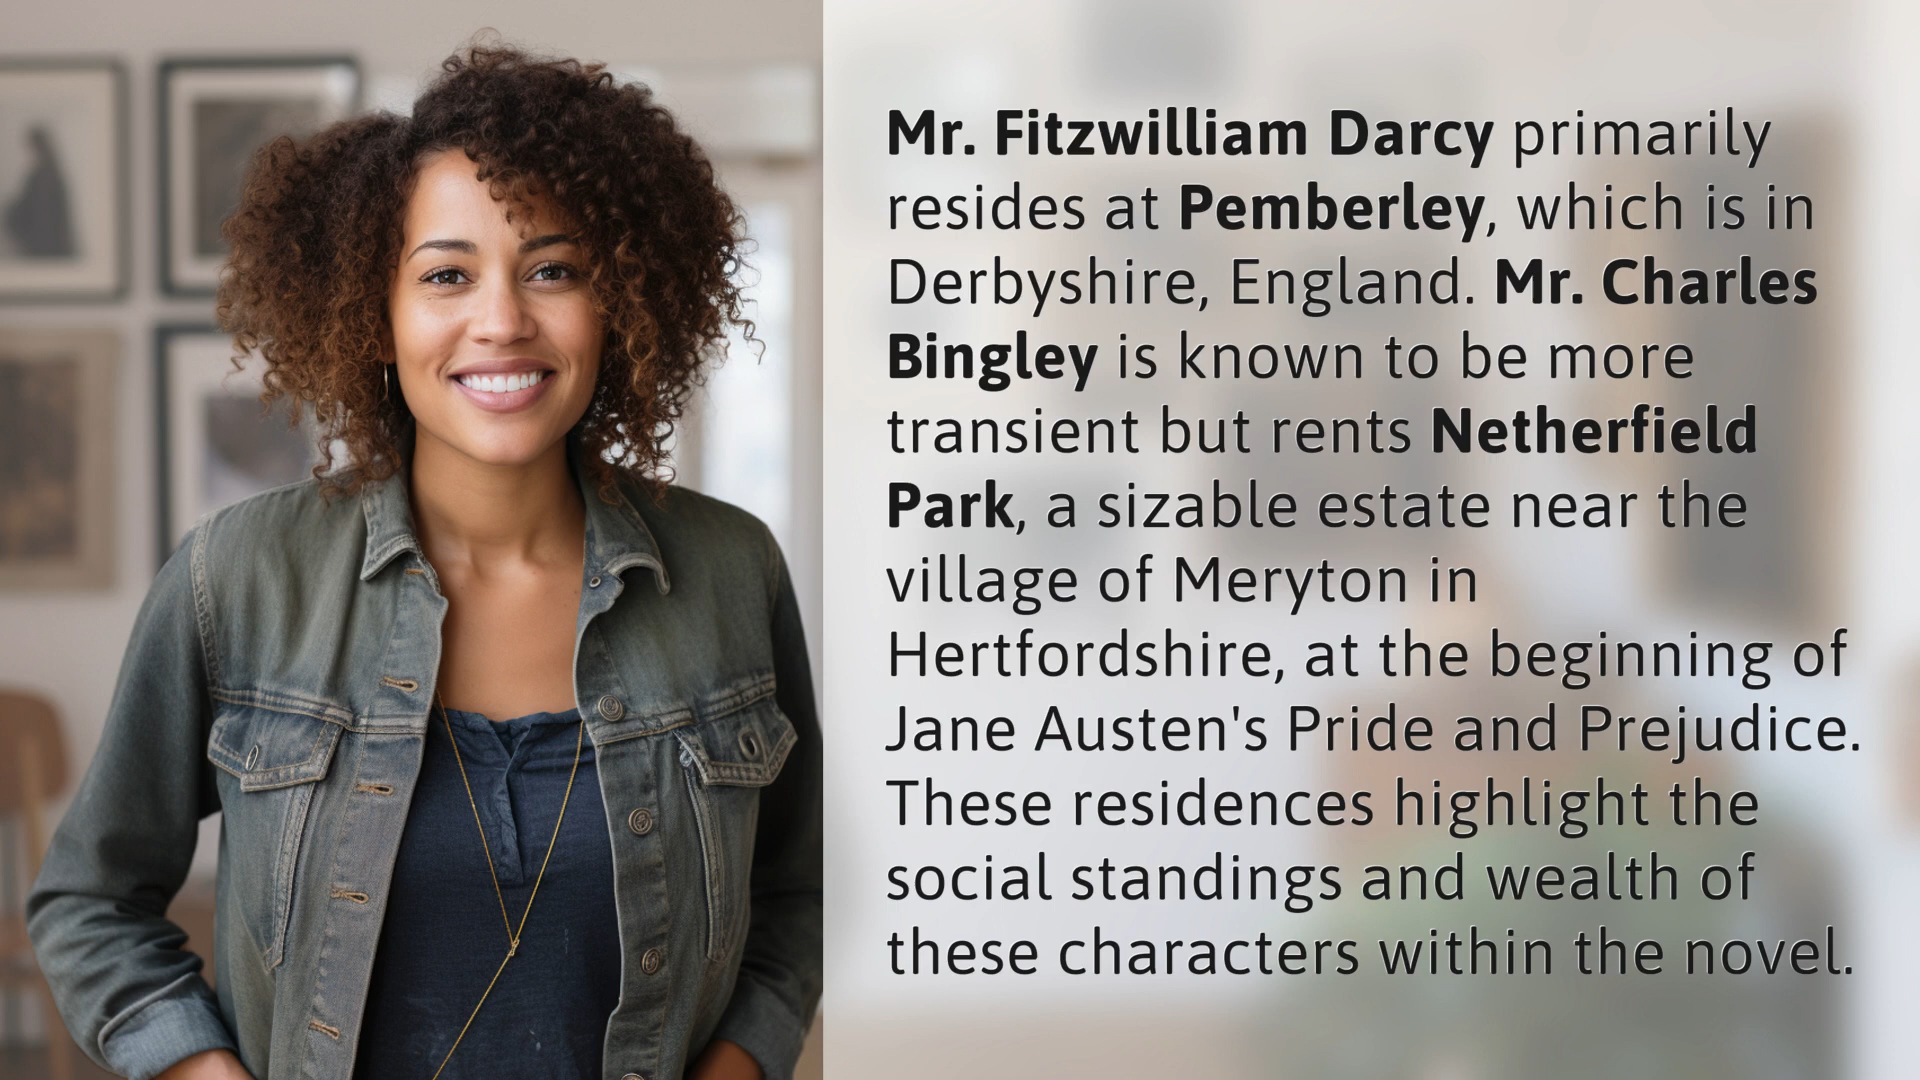 Mr. Fitzwilliam Darcy primarily
resides at Pemberley, which is in
Derbyshire, England. Mr. Charles
Bingley is known to be more
transient but rents Netherfield
Park, a sizable estate near the
village of Meryton in
Hertfordshire, at the beginning of
Jane Austen's Pride and Prejudice.
These residences highlight the
social standings and wealth of
these characters within the novel.